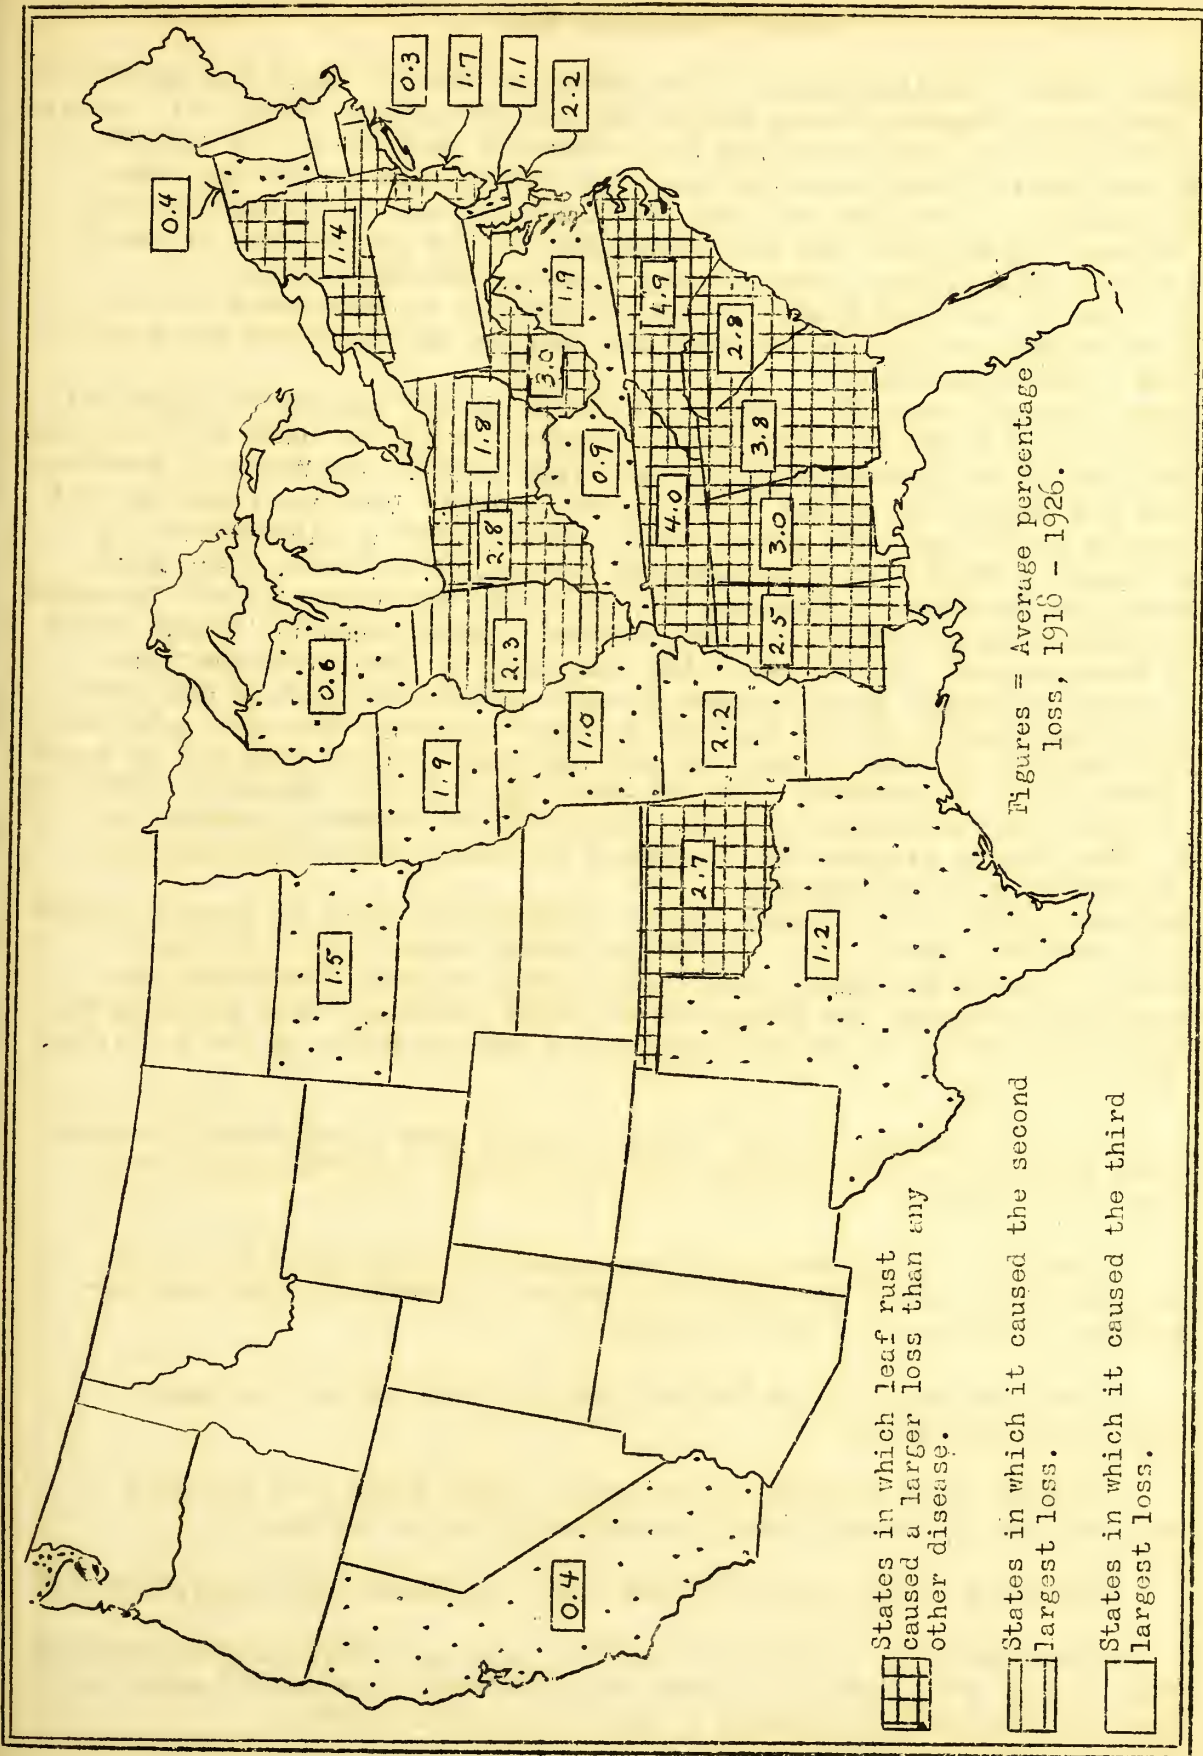 0.4
1.4
0.3
1.7
1.1
2.2
0.6
1.8
3.0
1.9
2.8
2.3
0.9
4.9
1.5
1.9
1.0
4.0
2.8
3.8
2.2
3.0
2.5
2.7
1.2
0.4
Figures = Average percentage
loss, 1918 - 1926.
States in which leaf rust
caused a larger loss than any
other disease.
States in which it caused the second
largest loss.
States in which it caused the third
largest loss.